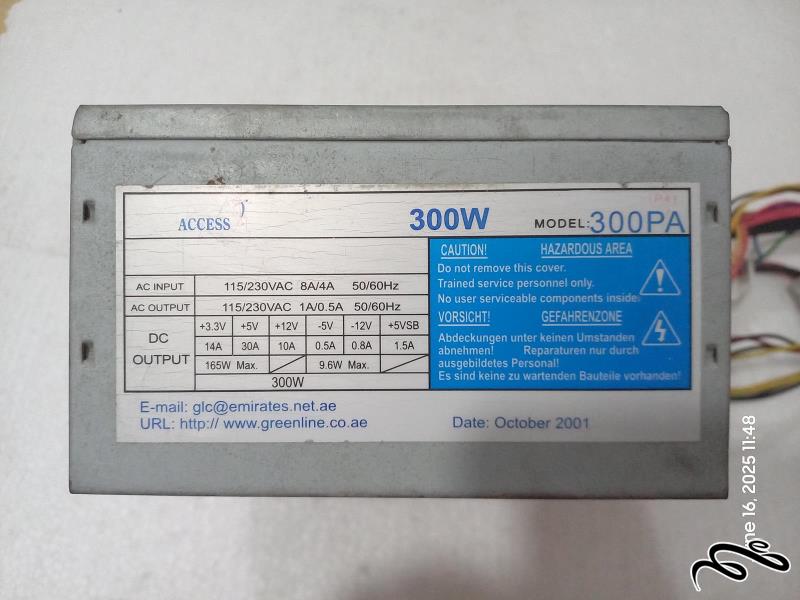 ACCESS 300W MODEL: 300PA
CAUTION! HAZARDOUS AREA
Do not remove this cover.
Trained service personnel only.
No user serviceable components inside.
VORSICHT! GEFAHRENZONE
Abdeckungen unter keinen Umstanden
abnehmen! Reparaturen nur durch
ausgebildetes Personal!
Es sind keine zu wartenden Bauteile vorhanden!
AC INPUT 115/230VAC 8A/4A 50/60Hz
AC OUTPUT 115/230VAC 1A/0.5A 50/60Hz
DC OUTPUT
+3.3V +5V +12V -5V -12V +5VSB
14A 30A 10A 0.5A 0.8A 1.5A
165W Max. 9.6W Max.
300W
E-mail: glc@emirates.net.ae
URL: http:// www.greenline.co.ae
Date: October 2001
ne 16, 2025 11:48